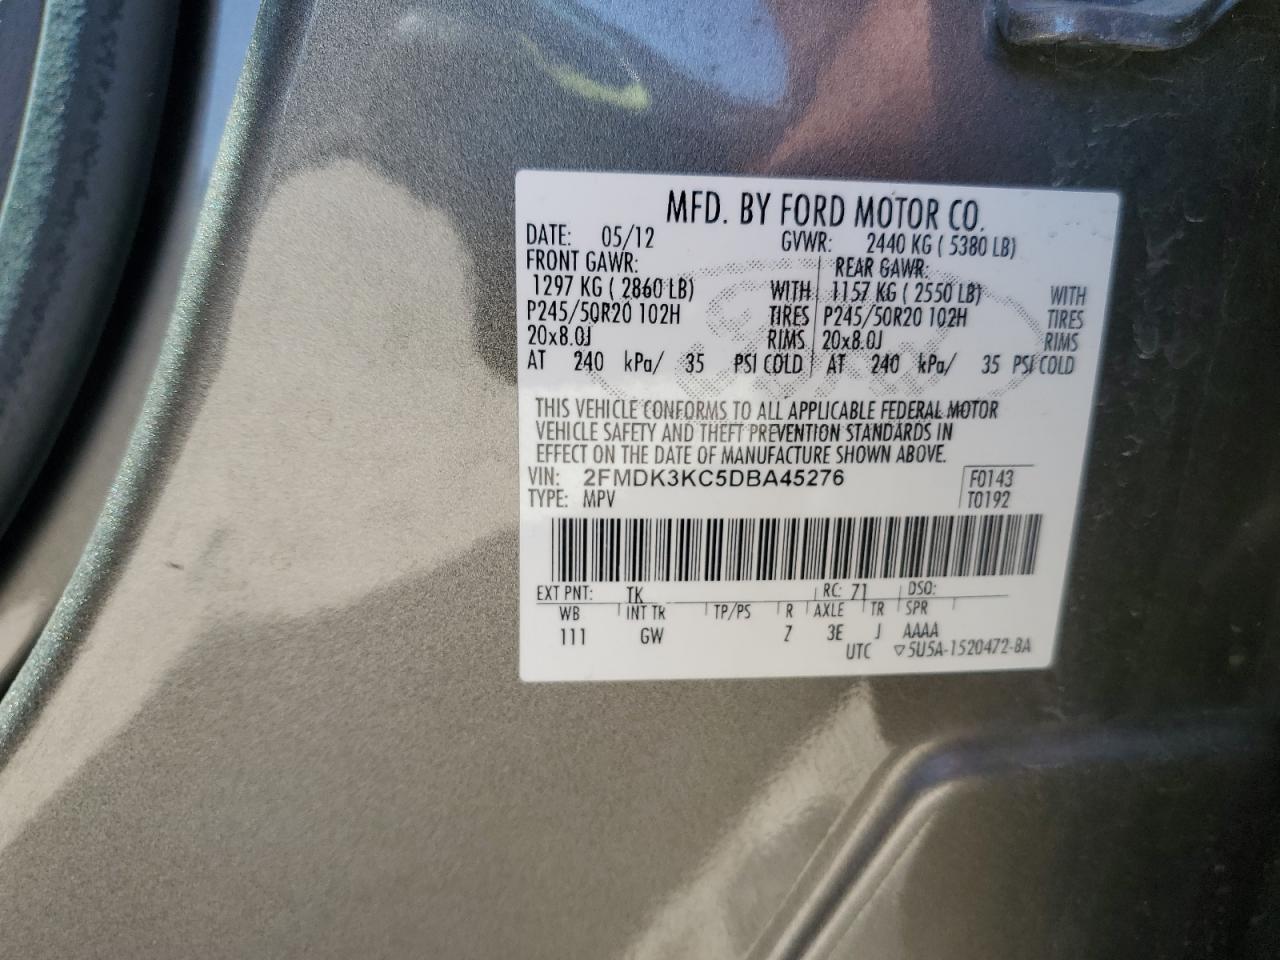 MFD. BY FORD MOTOR CO.
DATE: 05/12 GVWR: 2440 KG ( 5380 LB)
FRONT GAWR: REAR GAWR:
1297 KG ( 2860 LB) WITH 1157 KG ( 2550 LB) WITH
P245/50R20 102H TIRES P245/50R20 102H TIRES
20x8.0J RIMS 20x8.0J RIMS
AT 240 kPa/ 35 PSI COLD AT 240 kPa/ 35 PSI COLD
THIS VEHICLE CONFORMS TO ALL APPLICABLE FEDERAL MOTOR
VEHICLE SAFETY AND THEFT PREVENTION STANDARDS IN
EFFECT ON THE DATE OF MANUFACTURE SHOWN ABOVE.
VIN: 2FMDK3KC5DBA45276 F0143
TYPE: MPV T0192
EXT PNT: TK RC: 71 DSO:
WB INT TR TP/PS R AXLE TR SPR
111 GW 7 3E J AAAA
UTC ▽5U5A-1520472-BA